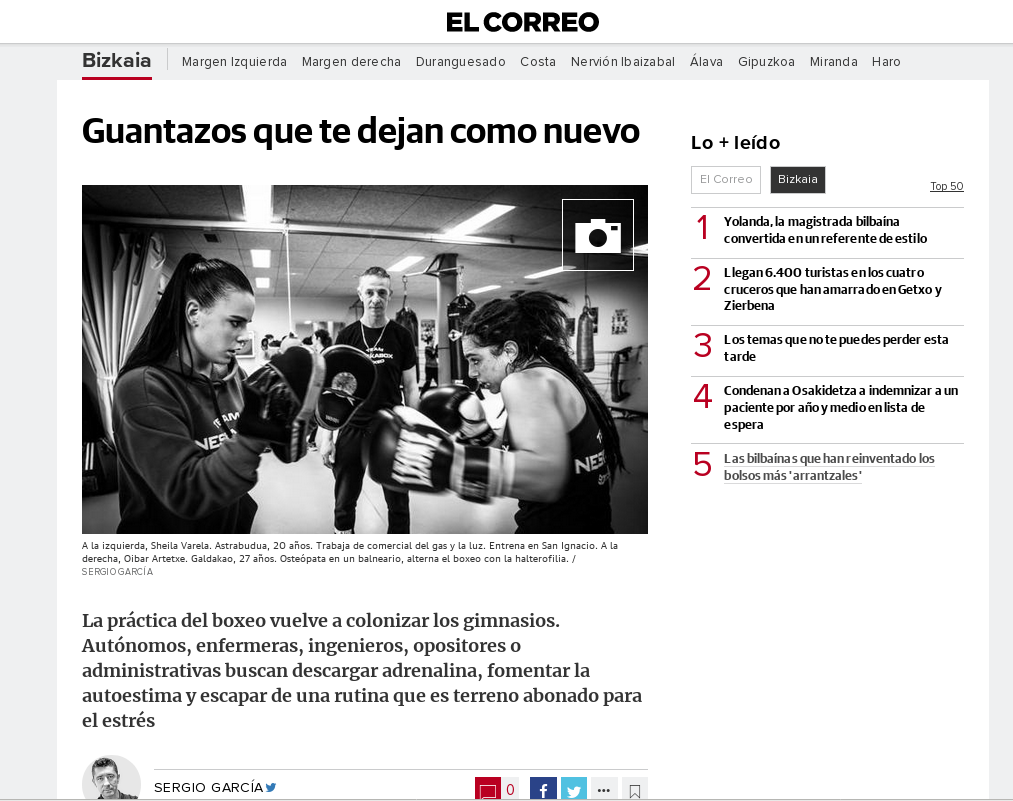 EL CORREO
Bizkaia
Margen Izquierda
Margen derecha
Duranguesado
Costa
Nervión Ibaizabal
Álava
Gipuzkoa
Miranda
Haro
Guantazos que te dejan como nuevo
TEAM
TEAM
A la izquierda, Sheila Varela. Astrabudua, 20 años. Trabaja de comercial del gas y la luz. Entrena en San Ignacio. A la
derecha, Oibar Artetxe. Galdakao, 27 años. Osteópata en un balneario, alterna el boxeo con la halterofilia. /
SERGIO GARCÍA
La práctica del boxeo vuelve a colonizar los gimnasios.
Autónomos, enfermeras, ingenieros, opositores o
administrativas buscan descargar adrenalina, fomentar la
autoestima y escapar de una rutina que es terreno abonado para
el estrés
SERGIO GARCÍA
0
Lo + leído
El Correo
Bizkaia
Top 50
1
Yolanda, la magistrada bilbaína
convertida en un referente de estilo
2
Llegan 6.400 turistas en los cuatro
cruceros que han amarrado en Getxo y
Zierbena
3
Los temas que no te puedes perder esta
tarde
4
Condenan a Osakidetza a indemnizar a un
paciente por año y medio en lista de
espera
5
Las bilbaínas que han reinventado los
bolsos más 'arrantzales'